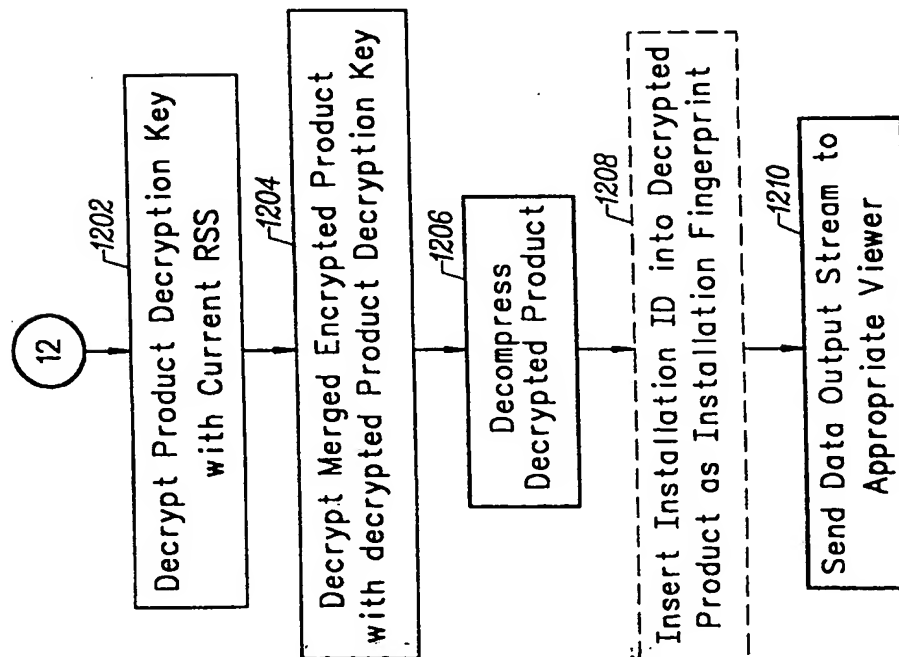 12
1202
Decrypt Product Decryption Key
with Current RSS
1204
Decrypt Merged Encrypted Product
with decrypted Product Decryption Key
1206
Decompress
Decrypted Product
1208
Insert Installation ID into Decrypted
Product as Installation Fingerprint
1210
Send Data Output Stream to
Appropriate Viewer